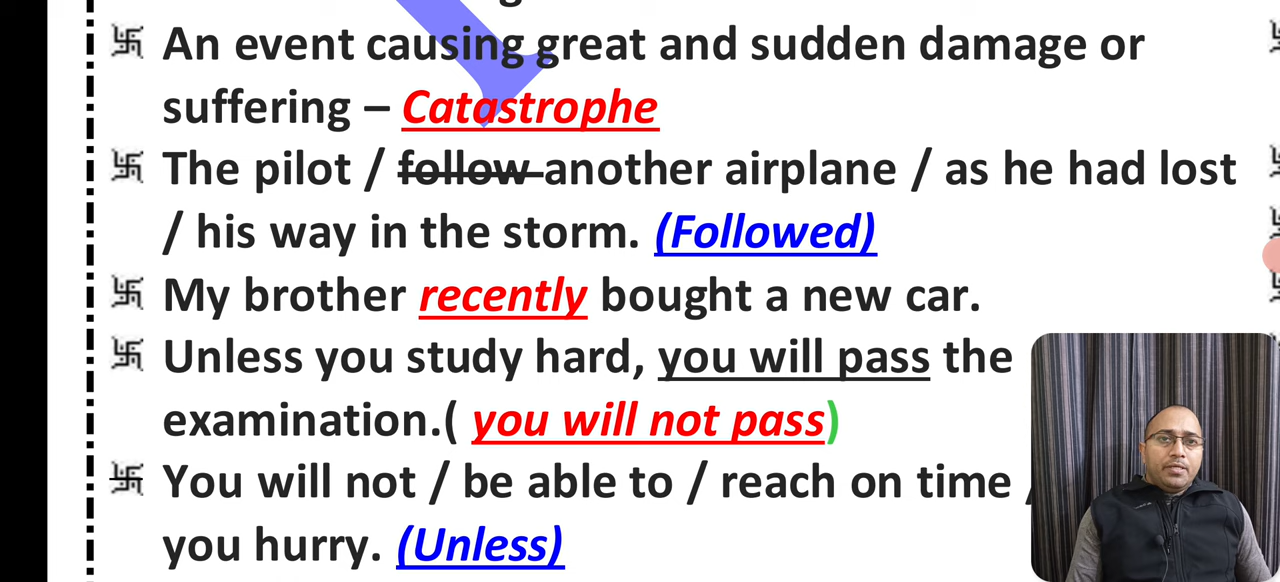 An event causing great and sudden damage or
suffering – Catastrophe
The pilot / follow another airplane / as he had lost
/ his way in the storm. (Followed)
My brother recently bought a new car.
Unless you study hard, you will pass the
examination.( you will not pass)
You will not / be able to / reach on time /
you hurry. (Unless)